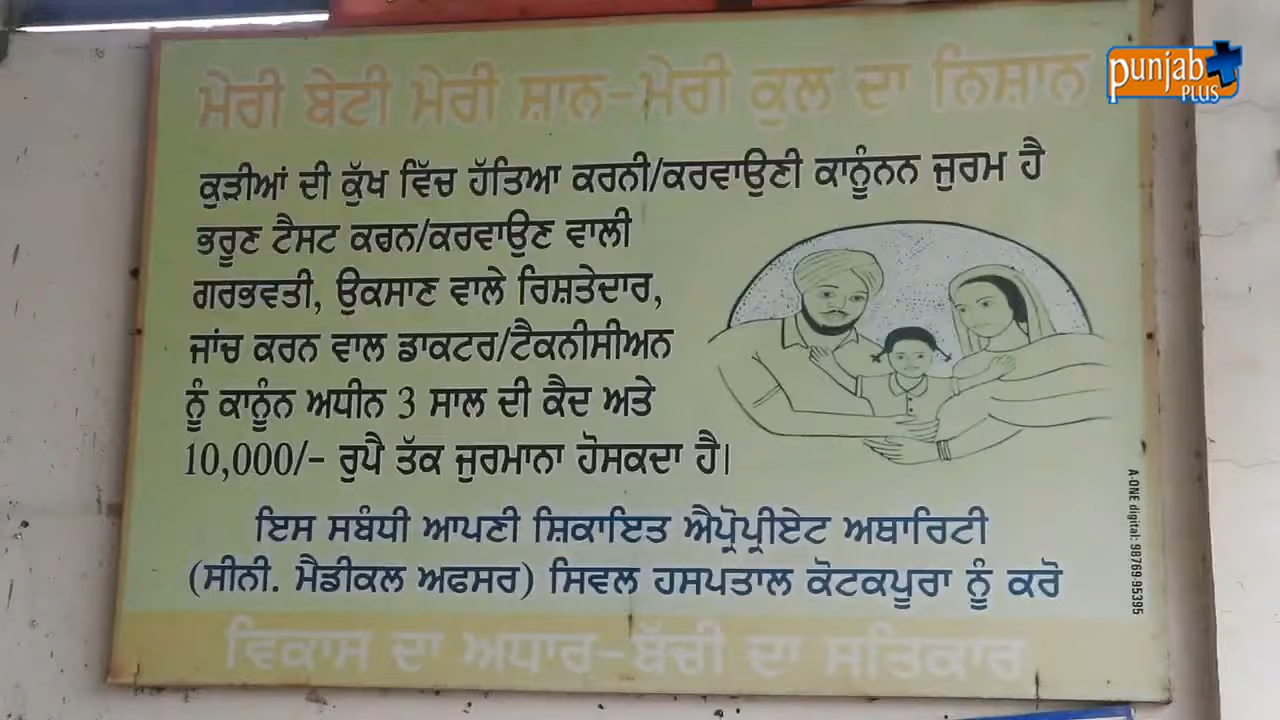 ਮੇਰੀ ਬੇਟੀ ਮੇਰੀ ਸ਼ਾਨ-ਮੇਰੀ ਕੁਲ ਦਾ ਨਿਸ਼ਾਨ
punjab PLUS
ਕੁੜੀਆਂ ਦੀ ਕੁੱਖ ਵਿੱਚ ਹੱਤਿਆ ਕਰਨੀ/ਕਰਵਾਉਣੀ ਕਾਨੂੰਨਨ ਜੁਰਮ ਹੈ
ਭਰੂਣ ਟੈਸਟ ਕਰਨ/ਕਰਵਾਉਣ ਵਾਲੀ
ਗਰਭਵਤੀ, ਉਕਸਾਣ ਵਾਲੇ ਰਿਸ਼ਤੇਦਾਰ,
ਜਾਂਚ ਕਰਨ ਵਾਲ ਡਾਕਟਰ/ਟੈਕਨੀਸੀਅਨ
ਨੂੰ ਕਾਨੂੰਨ ਅਧੀਨ 3 ਸਾਲ ਦੀ ਕੈਦ ਅਤੇ
10,000/- ਰੁਪੈ ਤੱਕ ਜੁਰਮਾਨਾ ਹੋਸਕਦਾ ਹੈ।
ਇਸ ਸਬੰਧੀ ਆਪਣੀ ਸ਼ਿਕਾਇਤ ਐਪ੍ਰੋਪ੍ਰੀਏਟ ਅਥਾਰਿਟੀ
(ਸੀਨੀ. ਮੈਡੀਕਲ ਅਫਸਰ) ਸਿਵਲ ਹਸਪਤਾਲ ਕੋਟਕਪੂਰਾ ਨੂੰ ਕਰੋ
ਵਿਕਾਸ ਦਾ ਅਧਾਰ-ਬੱਚੀ ਦਾ ਸਤਿਕਾਰ
A-ONE digital: 98769-95395